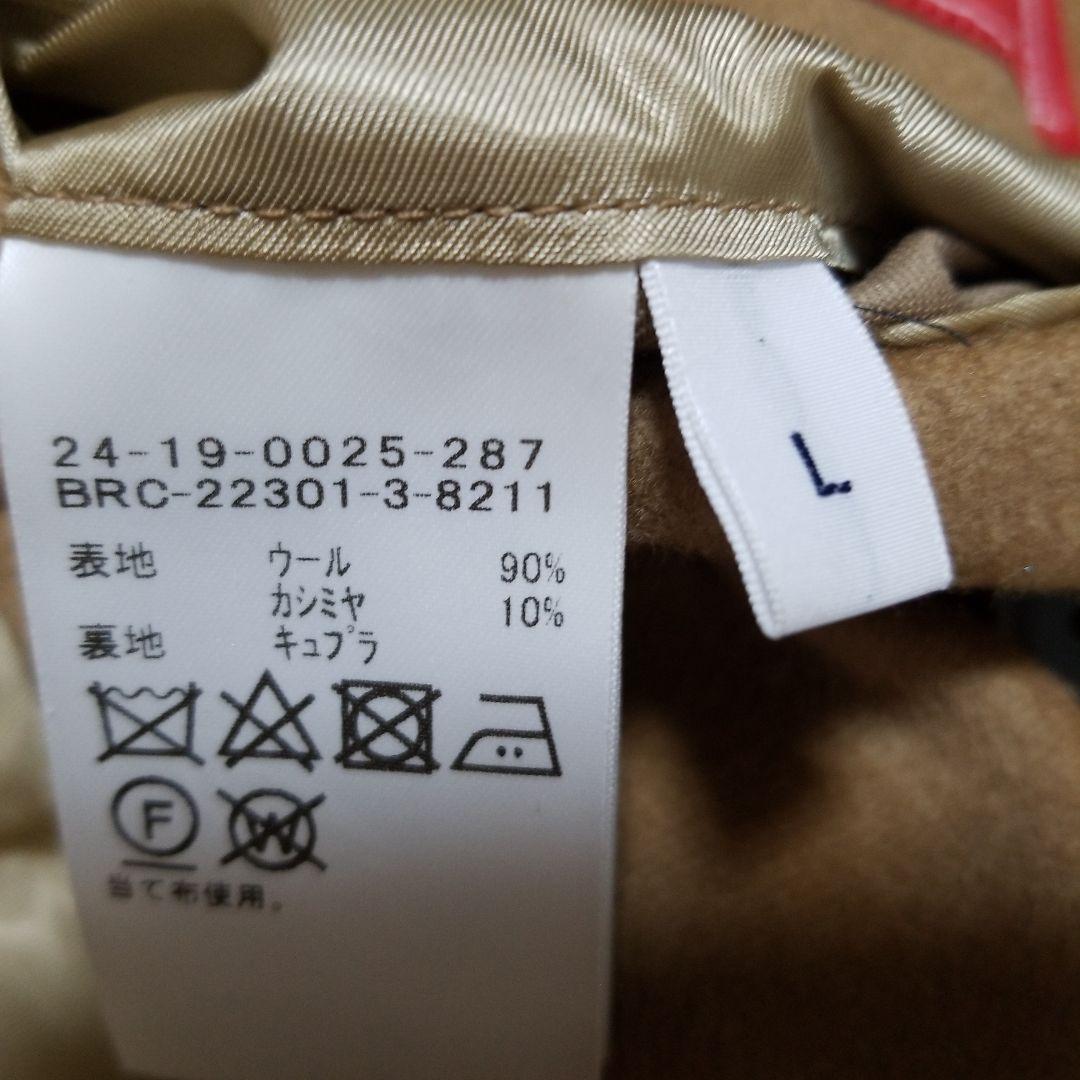 24-19-0025-287
BRC-22301-3-8211
表地 ウール 90%
カシミヤ 10%
裏地 キュプラ
F W
当て布使用。
L